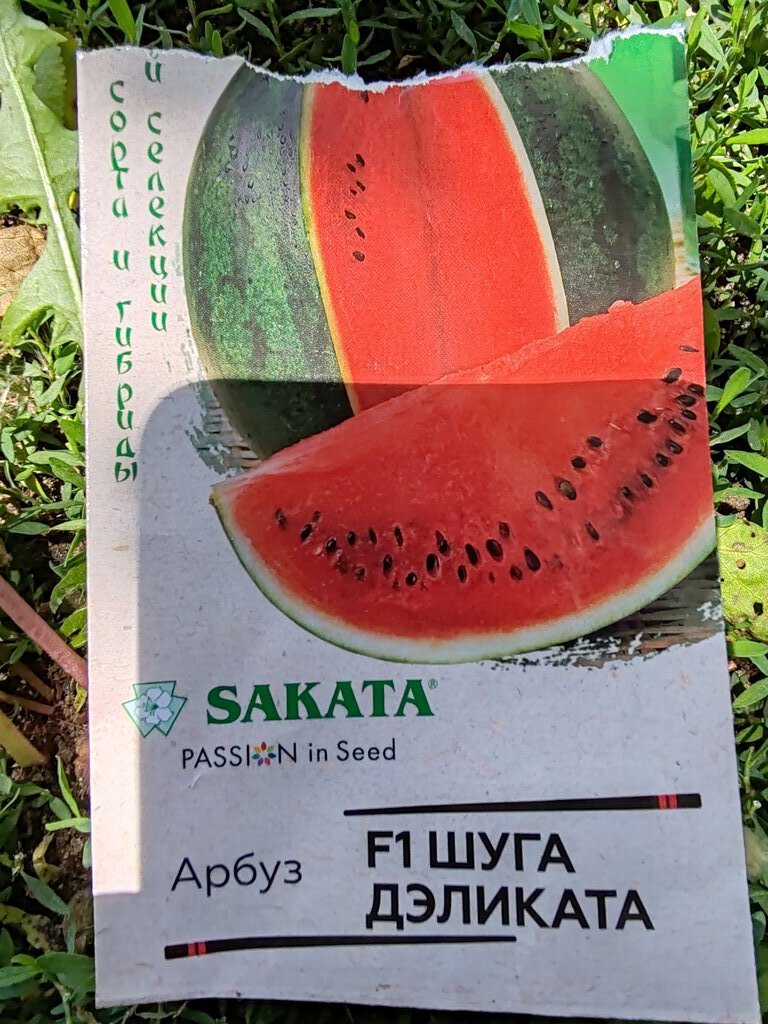 й селекции
сорта и гибриды
SAKATA®
PASSION in Seed
Арбуз
F1 ШУГА
ДЭЛИКАТА